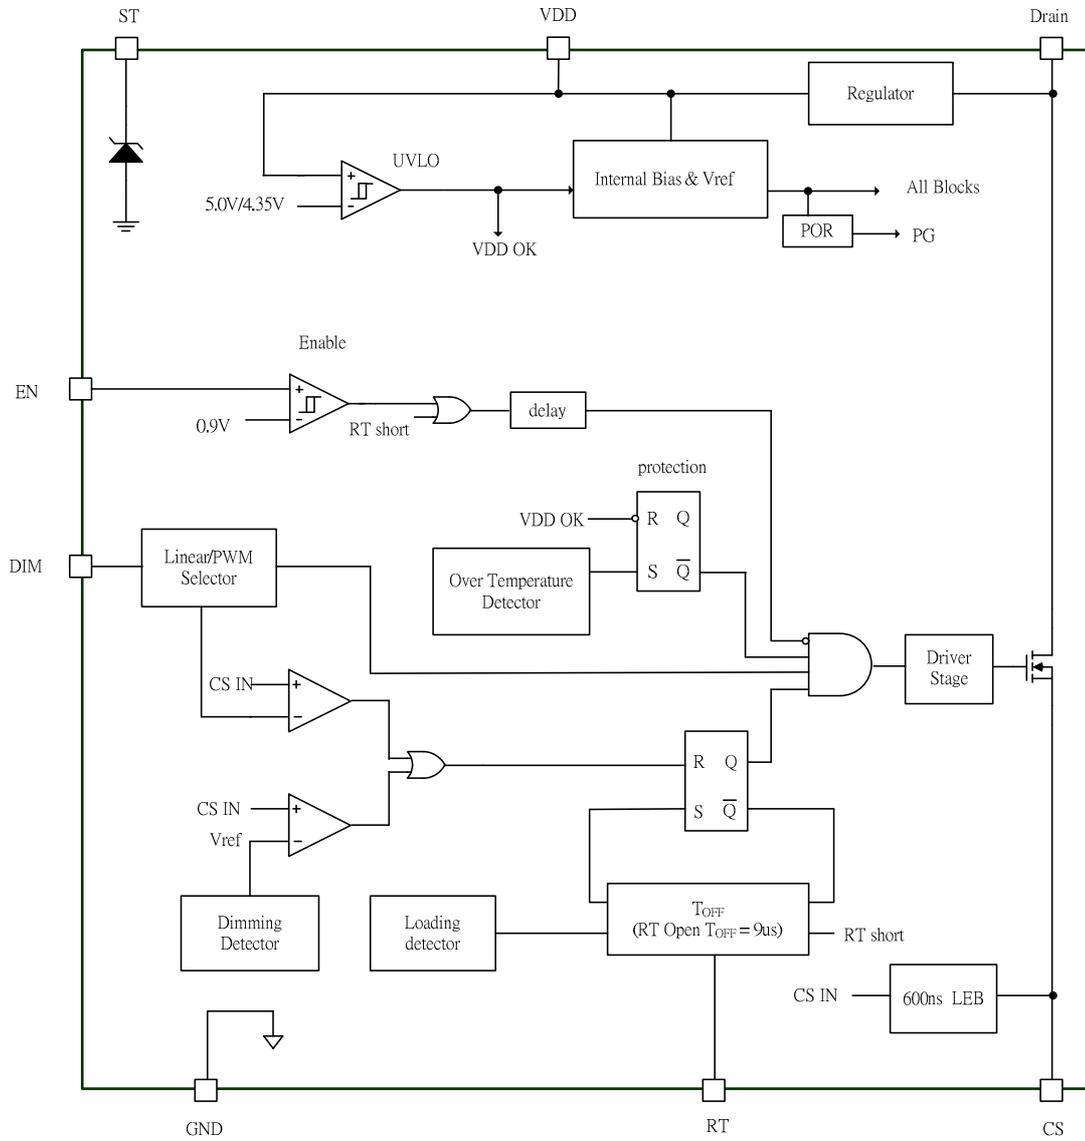 ST
VDD
Drain
Regulator
UVLO
+
-
5.0V/4.35V
Internal Bias & Vref
All Blocks
VDD OK
POR
PG
Enable
EN
+
-
0.9V
RT short
delay
protection
VDD OK
R Q
S Q
DIM
Linear/PWM
Selector
Over Temperature
Detector
Driver
Stage
CS IN
+
-
R Q
S Q
CS IN
+
Vref
-
Dimming
Detector
Loading
detector
TOFF
(RT Open TOFF = 9us)
RT short
CS IN
600ns LEB
GND
RT
CS